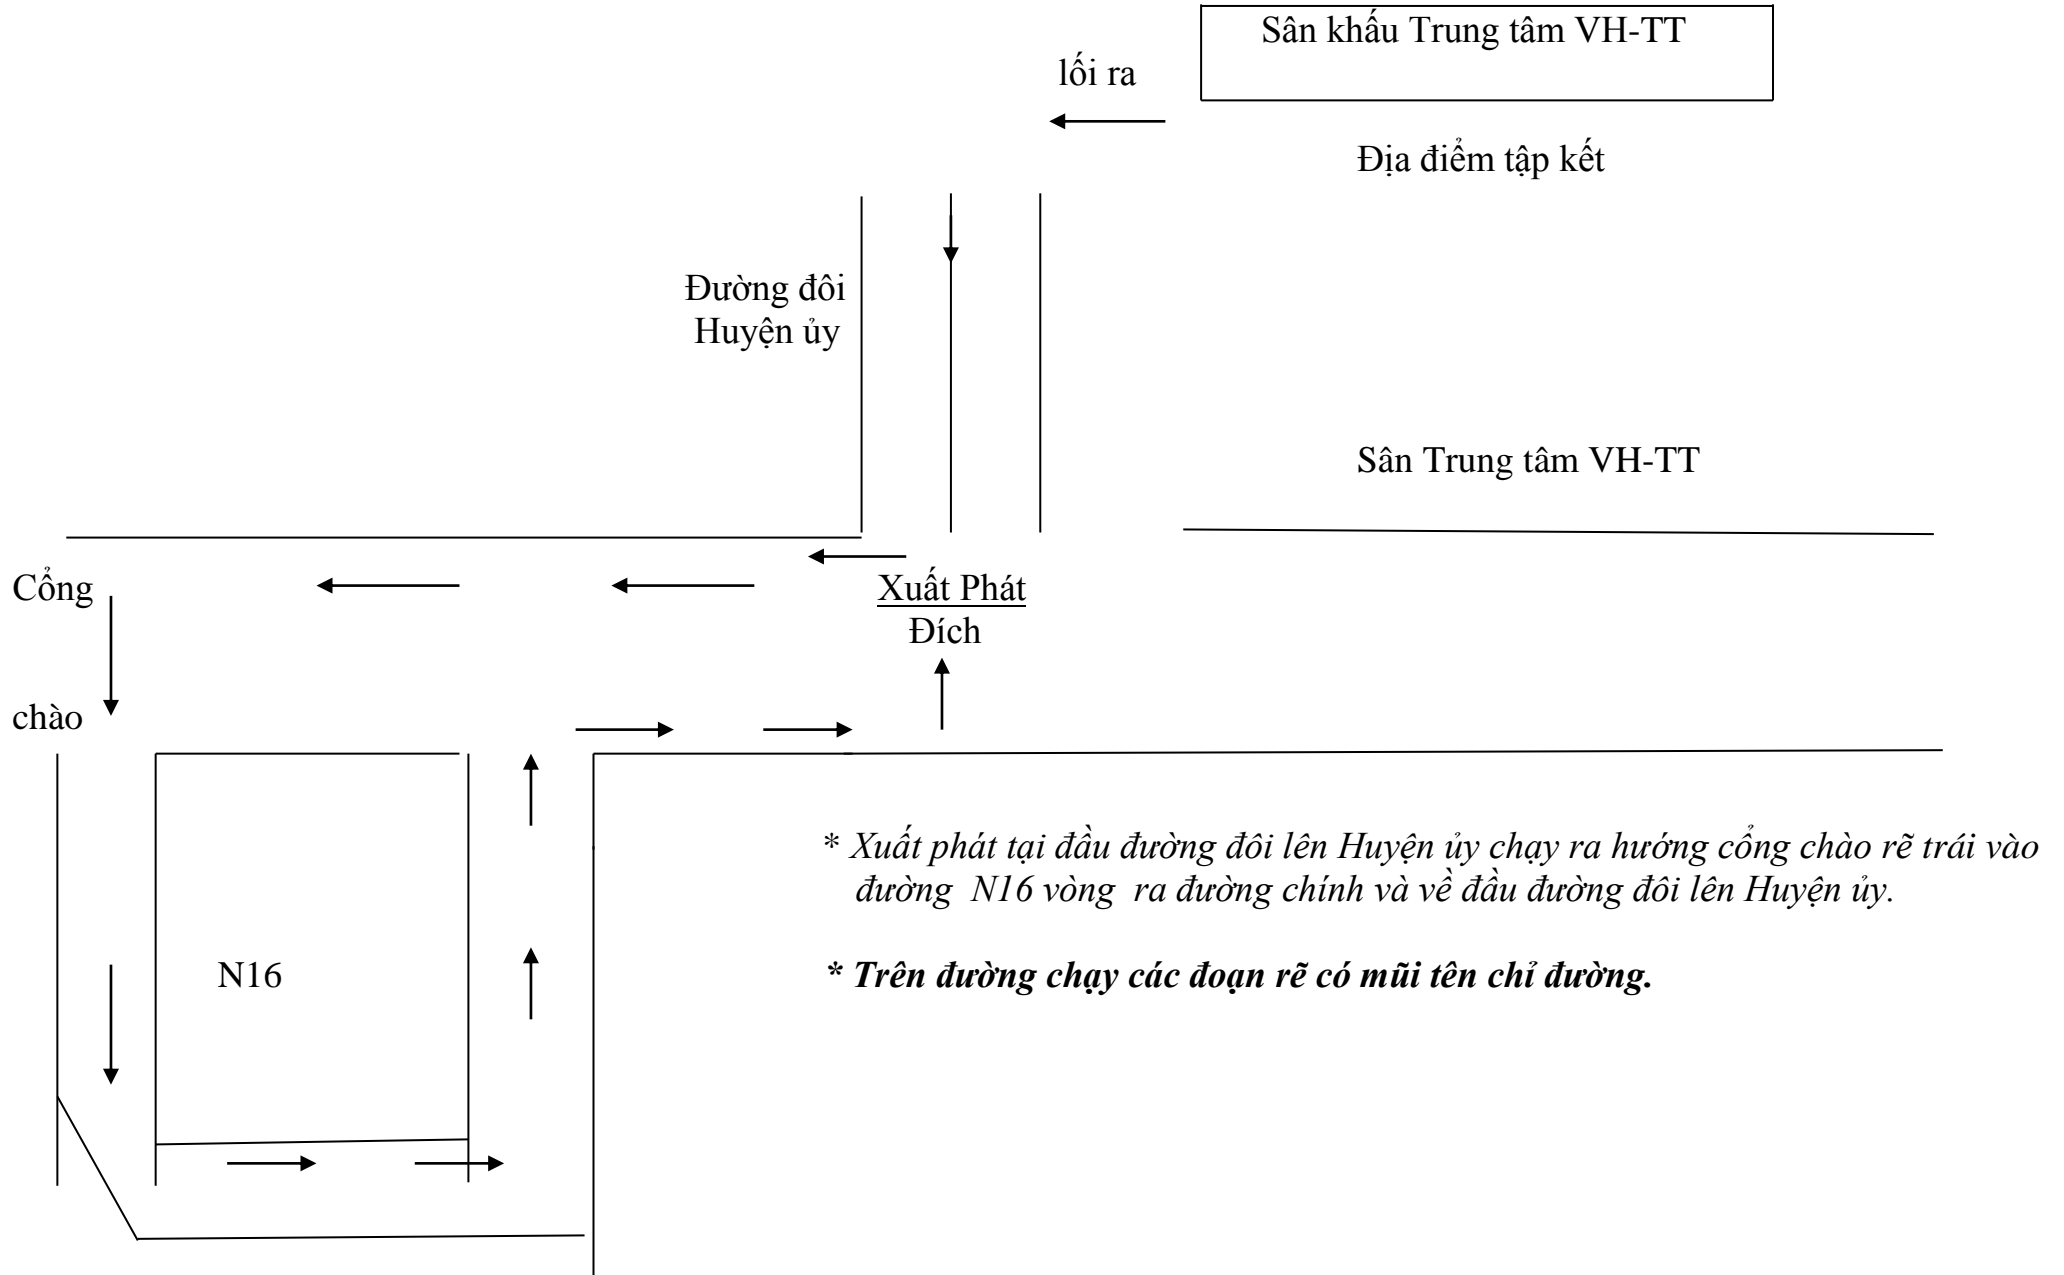 Sân khấu Trung tâm VH-TT
lối ra
Địa điểm tập kết
Đường đôi
Huyện ủy
Sân Trung tâm VH-TT
Cổng
Xuất Phát
Đích
chào
* Xuất phát tại đầu đường đôi lên Huyện ủy chạy ra hướng cổng chào rẽ trái vào
đường N16 vòng ra đường chính và về đầu đường đôi lên Huyện ủy.
N16
* Trên đường chạy các đoạn rẽ có mũi tên chỉ đường.